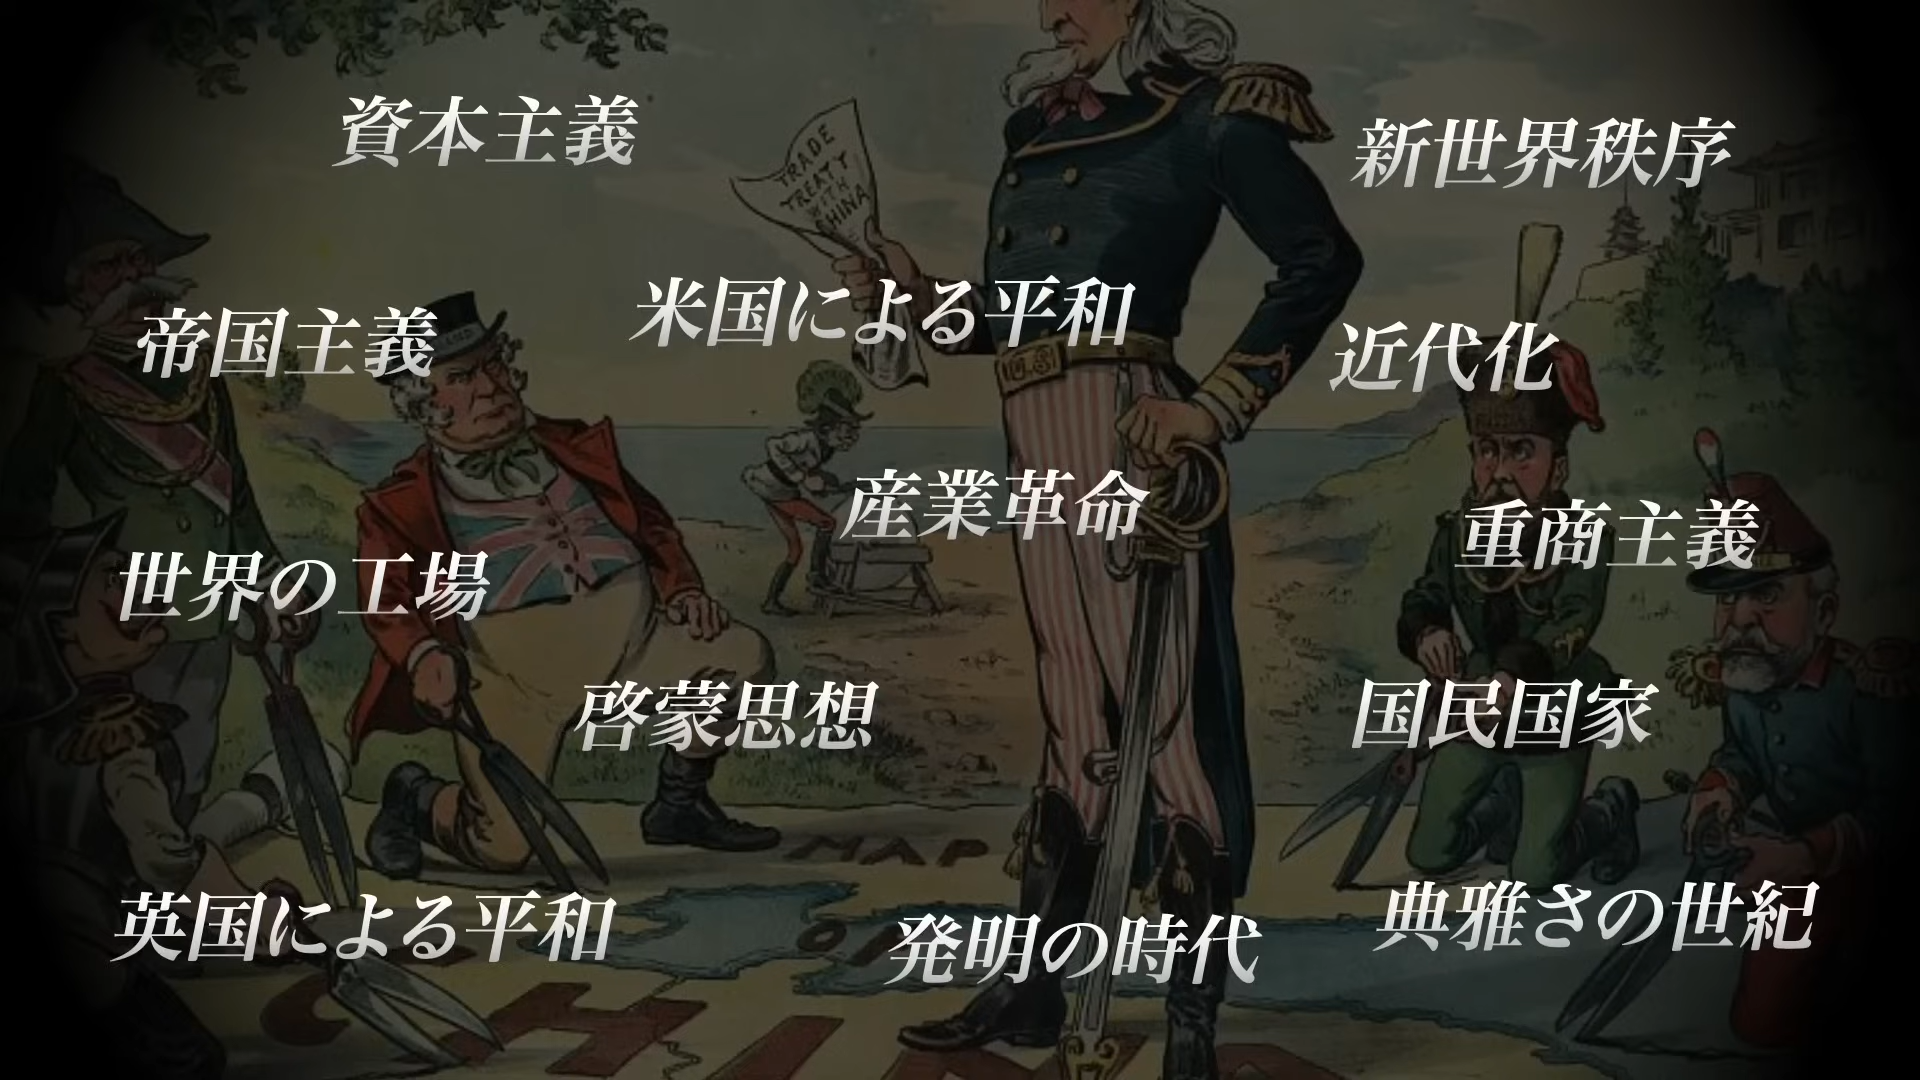 資本主義
新世界秩序
TRADE
TREATY
WITH
CHINA
米国による平和
帝国主義
近代化
U.S
産業革命
重商主義
世界の工場
啓蒙思想
国民国家
MAP
英国による平和
典雅さの世紀
発明の時代
OF
CHINA